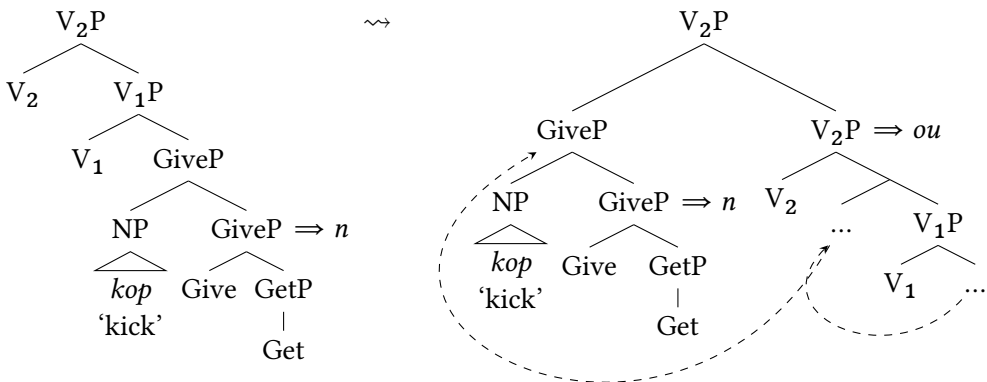 V₂P ⇝ V₂P
V₂ V₁P GiveP V₂P ⇒ ou
V₁ GiveP NP GiveP ⇒ n V₂ ... V₁P
NP GiveP ⇒ n kop Give GetP V₁ ...
kop Give GetP ‘kick’ Get
‘kick’ Get